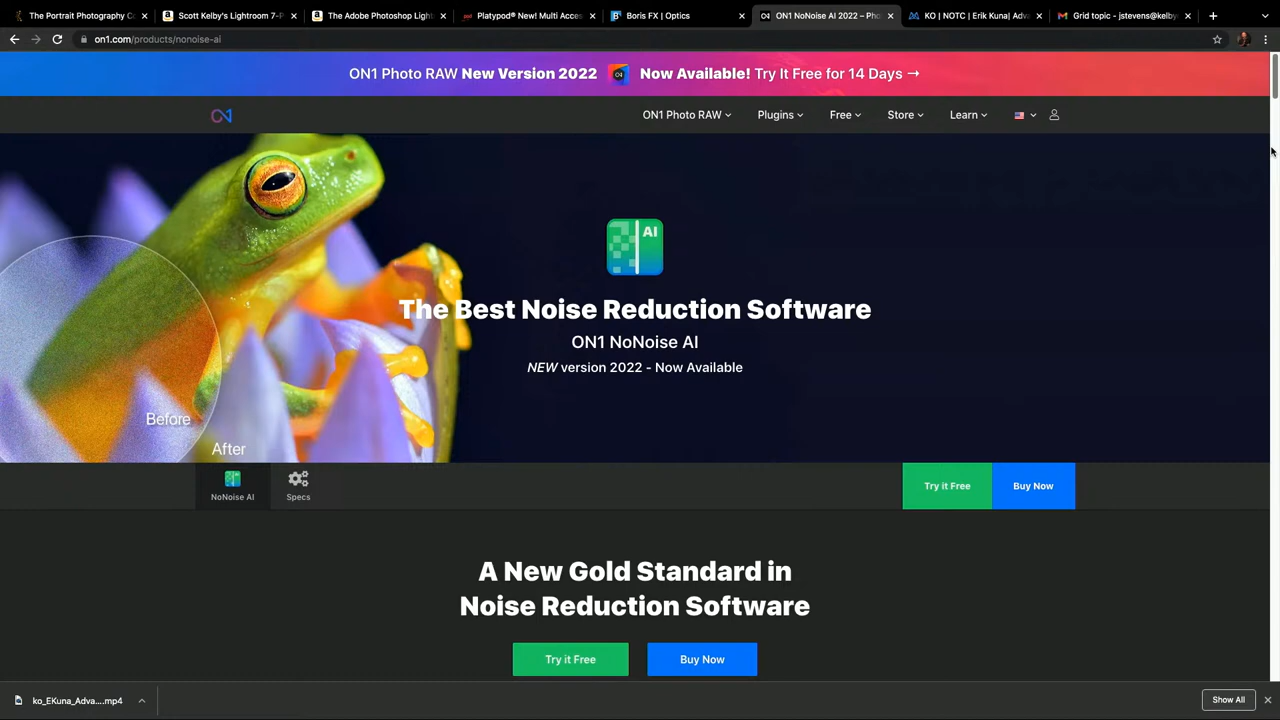 The Portrait Photography C
Scott Kelby's Lightroom 7-P
The Adobe Photoshop Light
Platypod® New! Multi Acces
Boris FX | Optics
ON1 NoNoise AI 2022 – Pho
KO | NOTC | Erik Kuna| Adva
Grid topic - jstevens@kelby
on1.com/products/nonoise-ai
ON1 Photo RAW New Version 2022 Now Available! Try It Free for 14 Days →
ON1 Photo RAW Plugins Free Store Learn
AI
The Best Noise Reduction Software
ON1 NoNoise AI
NEW version 2022 - Now Available
Before
After
NoNoise AI
Specs
Try it Free
Buy Now
A New Gold Standard in
Noise Reduction Software
Try it Free
Buy Now
ko_EKuna_Adva....mp4
Show All